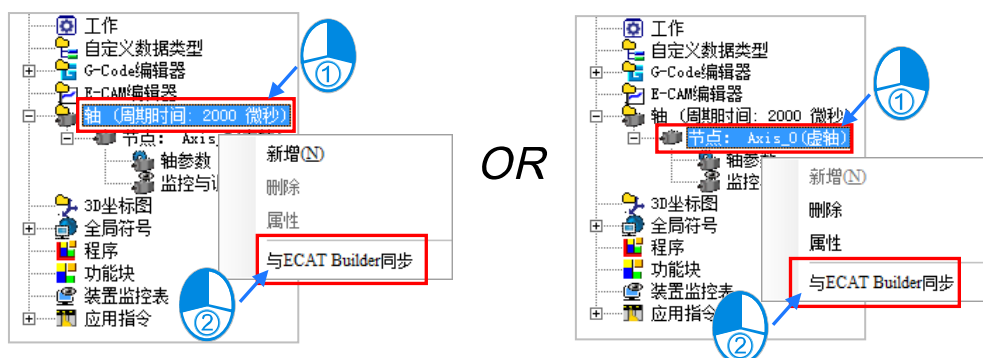 工作
自定义数据类型
G-Code编辑器
E-CAM编辑器
轴 (周期时间: 2000 微秒)
节点: Axis_
轴参数
监控与
3D坐标图
全局符号
程序
功能块
装置监控表
应用指令
①
新增(N)
删除
属性
与ECAT Builder同步
②
OR
工作
自定义数据类型
G-Code编辑器
E-CAM编辑器
轴 (周期时间: 2000 微秒
节点: Axis_0(虚轴)
轴参
监控
3D坐标图
全局符号
程序
功能块
装置监控表
应用指令
①
新增(N)
删除
属性
与ECAT Builder同步
②